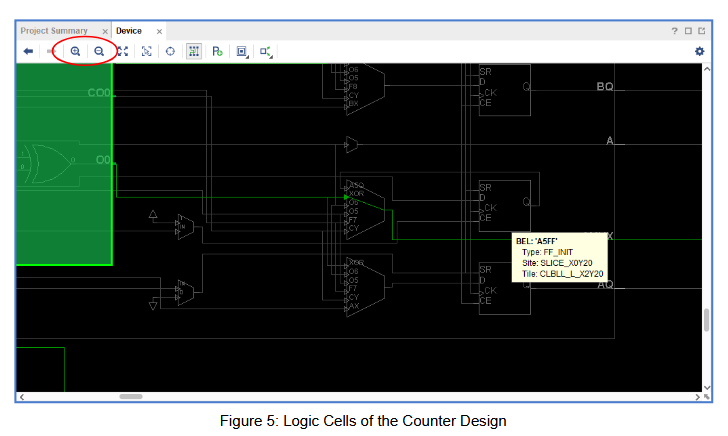 Project Summary × Device ×
? 
CO0
O0
O6
O5
F8
CY
BX
SR
D
CK
CE
Q
BQ
A
A5Q
XOR
O6
O5
F7
CY
SR
D
CK
CE
Q
X
BEL: 'A5FF'
Type: FF_INIT
Site: SLICE_X0Y20
Tile: CLBLL_L_X2Y20
IN
XOR
O6
O5
F7
CY
AX
SR
D
CK
CE
Q
AQ
Figure 5: Logic Cells of the Counter Design